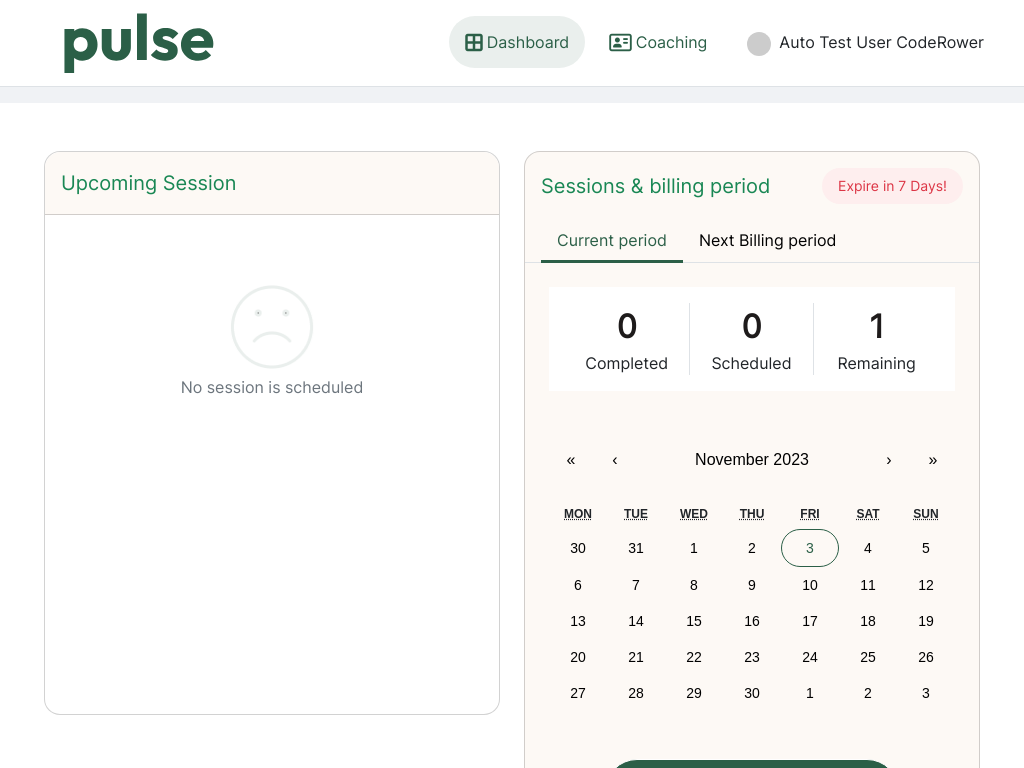 pulse
Dashboard
Coaching
Auto Test User CodeRower
Upcoming Session
No session is scheduled
Sessions & billing period
Expire in 7 Days!
Current period
Next Billing period
0 0 1
Completed Scheduled Remaining
« ‹ November 2023 › »
MON TUE WED THU FRI SAT SUN
30 31 1 2 3 4 5
6 7 8 9 10 11 12
13 14 15 16 17 18 19
20 21 22 23 24 25 26
27 28 29 30 1 2 3